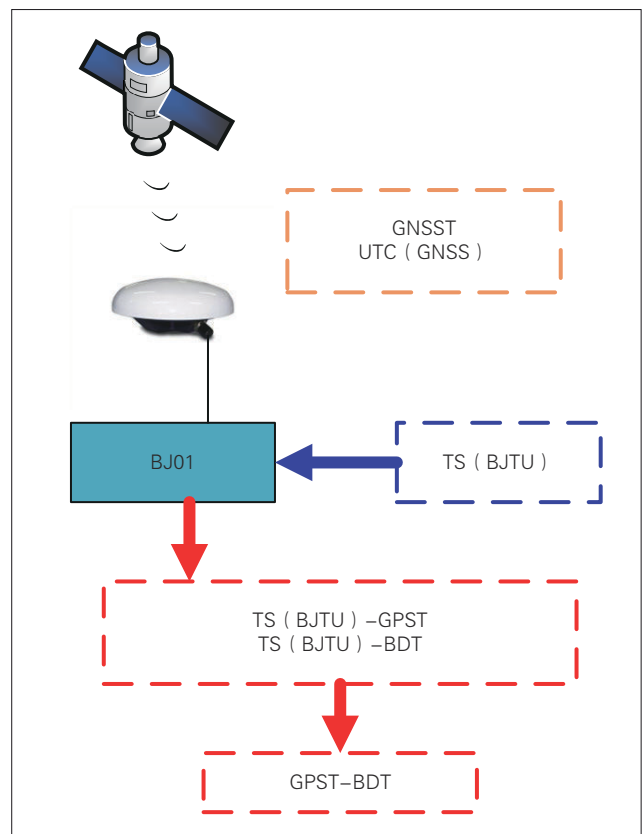 GNSST
UTC ( GNSS )
BJ01
TS ( BJTU )
TS ( BJTU ) –GPST
TS ( BJTU ) –BDT
GPST–BDT